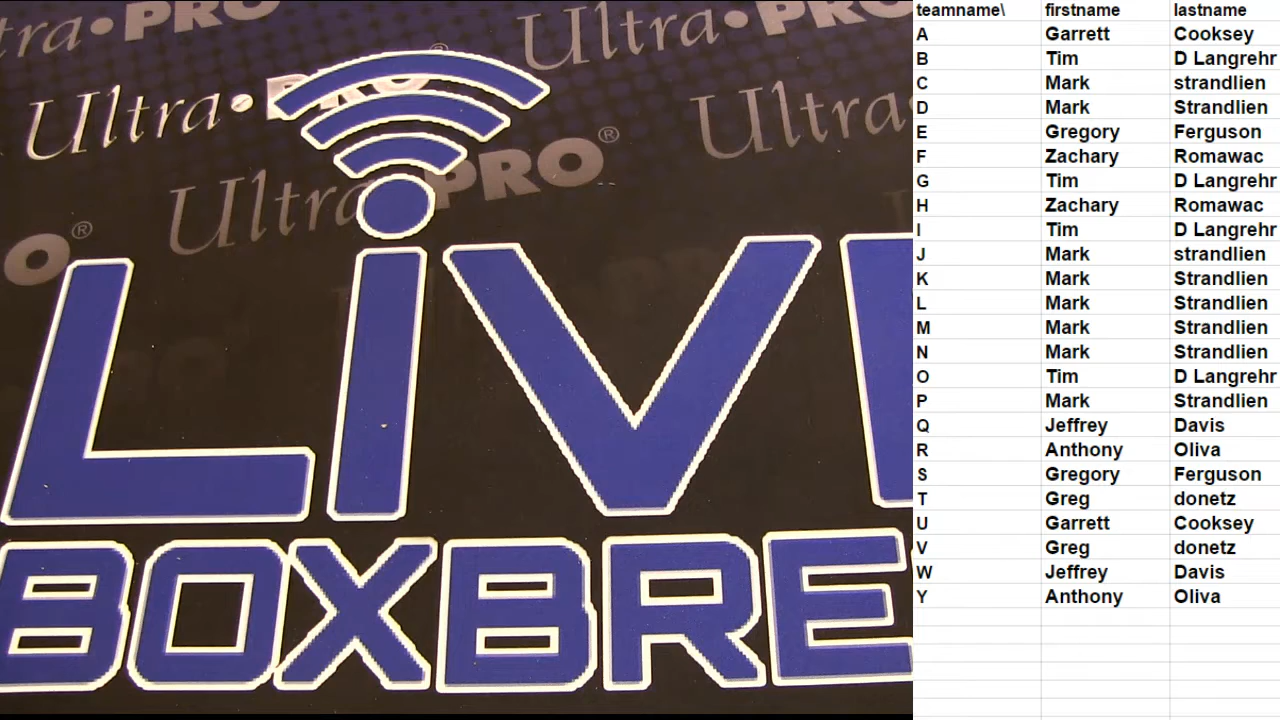 tra•PRO
Ultra•PRO
Ultra•PRO®
Ultra
Ultra PRO®
O®
LiVE
BOXBRE
teamname\ firstname lastname
A Garrett Cooksey
B Tim D Langrehr
C Mark strandlien
D Mark Strandlien
E Gregory Ferguson
F Zachary Romawac
G Tim D Langrehr
H Zachary Romawac
I Tim D Langrehr
J Mark strandlien
K Mark Strandlien
L Mark Strandlien
M Mark Strandlien
N Mark Strandlien
O Tim D Langrehr
P Mark Strandlien
Q Jeffrey Davis
R Anthony Oliva
S Gregory Ferguson
T Greg donetz
U Garrett Cooksey
V Greg donetz
W Jeffrey Davis
Y Anthony Oliva